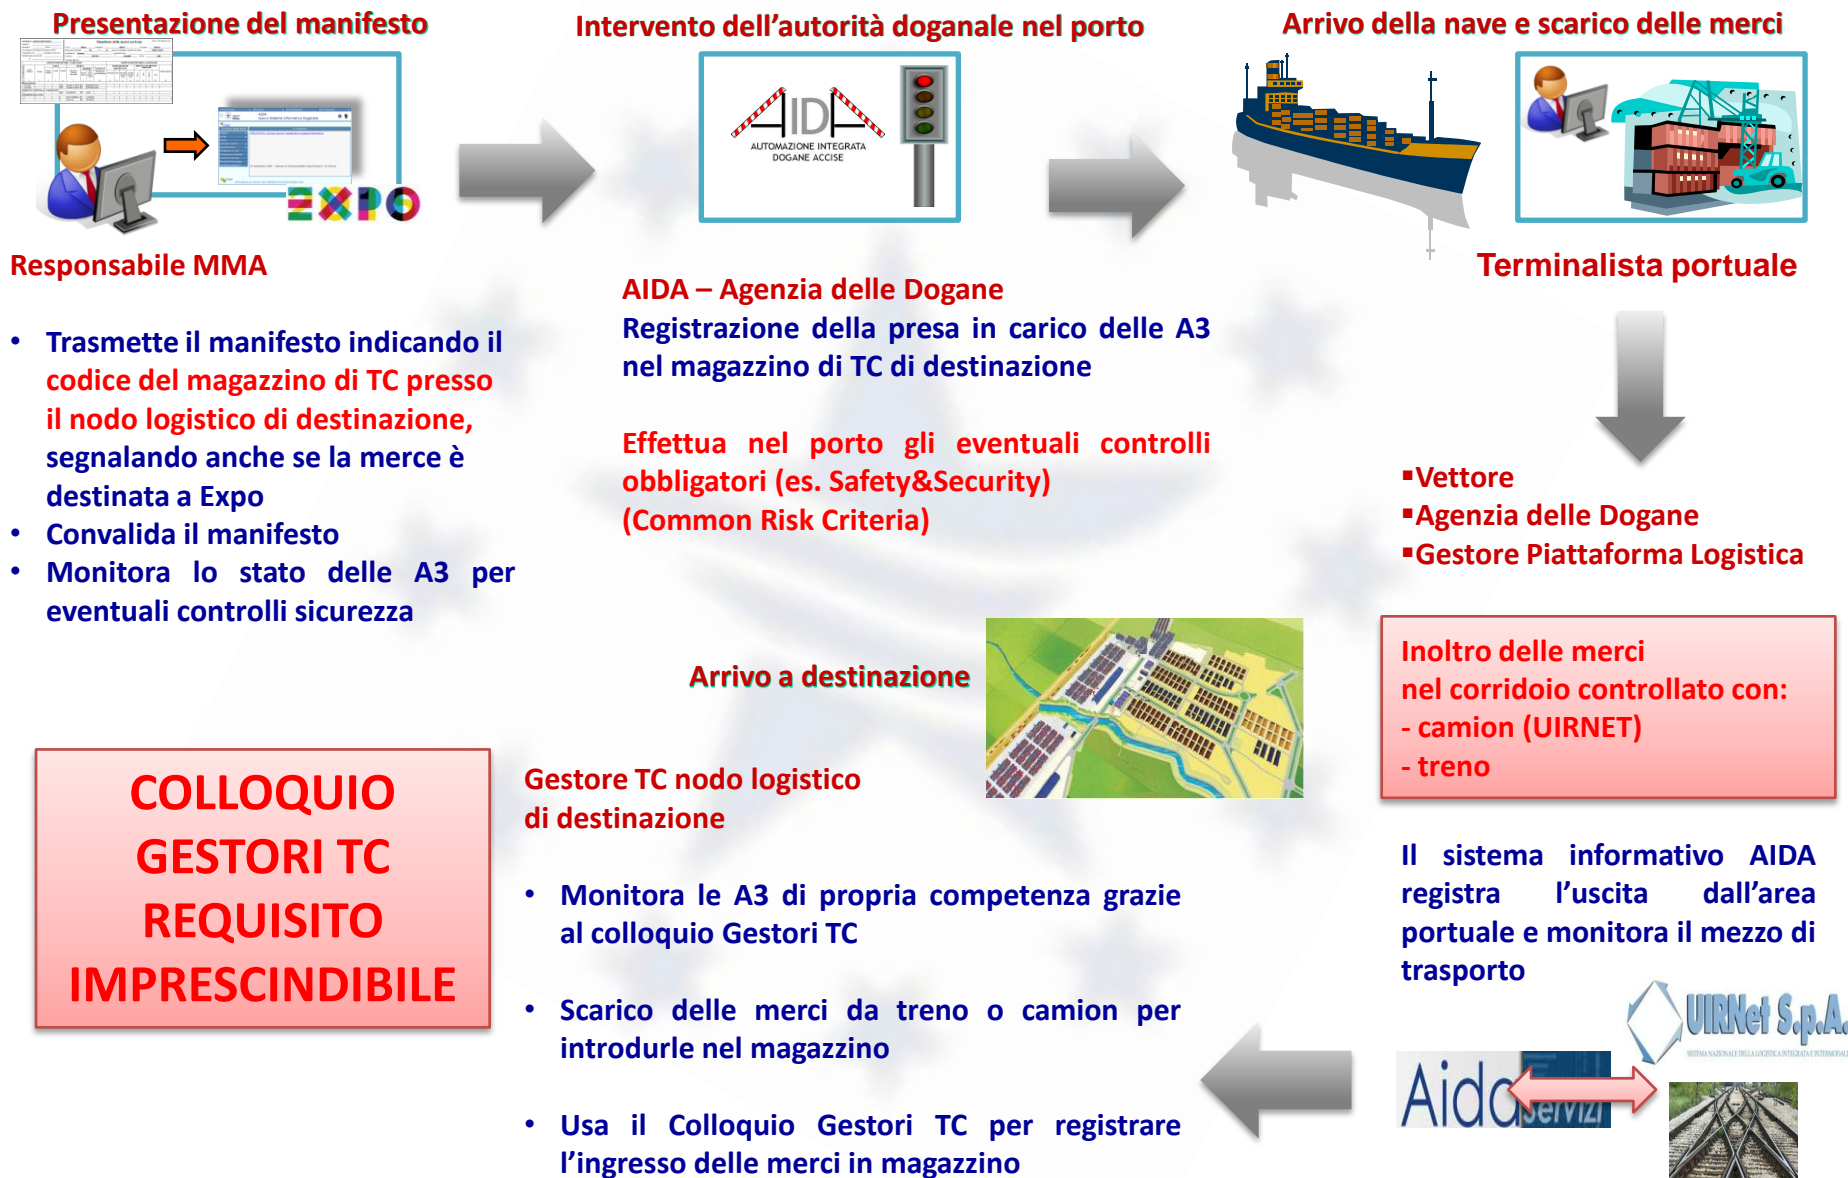 Presentazione del manifesto
Intervento dell'autorità doganale nel porto
Arrivo della nave e scarico delle merci
AIDA
AUTOMAZIONE INTEGRATA
DOGANE ACCISE
EXPO
Responsabile MMA
• Trasmette il manifesto indicando il
codice del magazzino di TC presso
il nodo logistico di destinazione,
segnalando anche se la merce è
destinata a Expo
• Convalida il manifesto
• Monitora lo stato delle A3 per
eventuali controlli sicurezza
AIDA – Agenzia delle Dogane
Registrazione della presa in carico delle A3
nel magazzino di TC di destinazione
Effettua nel porto gli eventuali controlli
obbligatori (es. Safety&Security)
(Common Risk Criteria)
Terminalista portuale
▪Vettore
▪Agenzia delle Dogane
▪Gestore Piattaforma Logistica
Inoltro delle merci
nel corridoio controllato con:
- camion (UIRNET)
- treno
Il sistema informativo AIDA
registra l'uscita dall'area
portuale e monitora il mezzo di
trasporto
UIRNet S.p.A.
SISTEMA NAZIONALE DELLA LOGISTICA INTEGRATA E INTERMODALE
Aida
servizi
Arrivo a destinazione
Gestore TC nodo logistico
di destinazione
• Monitora le A3 di propria competenza grazie
al colloquio Gestori TC
• Scarico delle merci da treno o camion per
introdurle nel magazzino
• Usa il Colloquio Gestori TC per registrare
l'ingresso delle merci in magazzino
COLLOQUIO
GESTORI TC
REQUISITO
IMPRESCINDIBILE